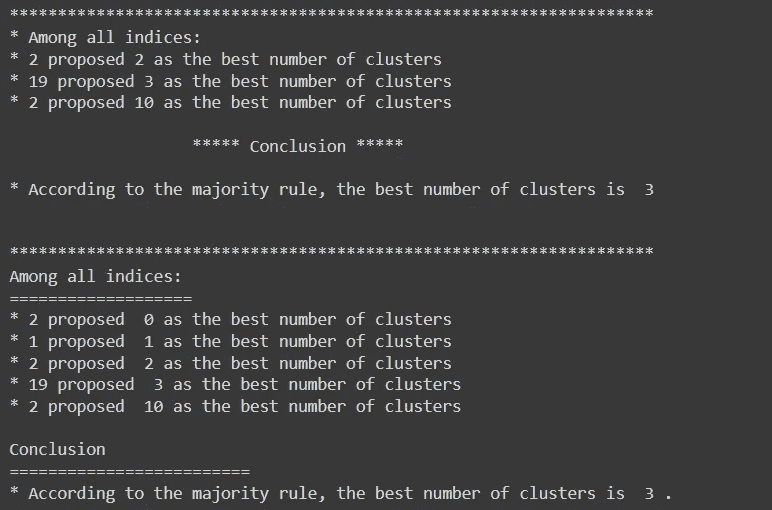 *******************************************************************
* Among all indices:
* 2 proposed 2 as the best number of clusters
* 19 proposed 3 as the best number of clusters
* 2 proposed 10 as the best number of clusters
***** Conclusion *****
* According to the majority rule, the best number of clusters is  3
*******************************************************************
Among all indices:
===================
* 2 proposed  0 as the best number of clusters
* 1 proposed  1 as the best number of clusters
* 2 proposed  2 as the best number of clusters
* 19 proposed  3 as the best number of clusters
* 2 proposed  10 as the best number of clusters
Conclusion
=========================
* According to the majority rule, the best number of clusters is  3 .